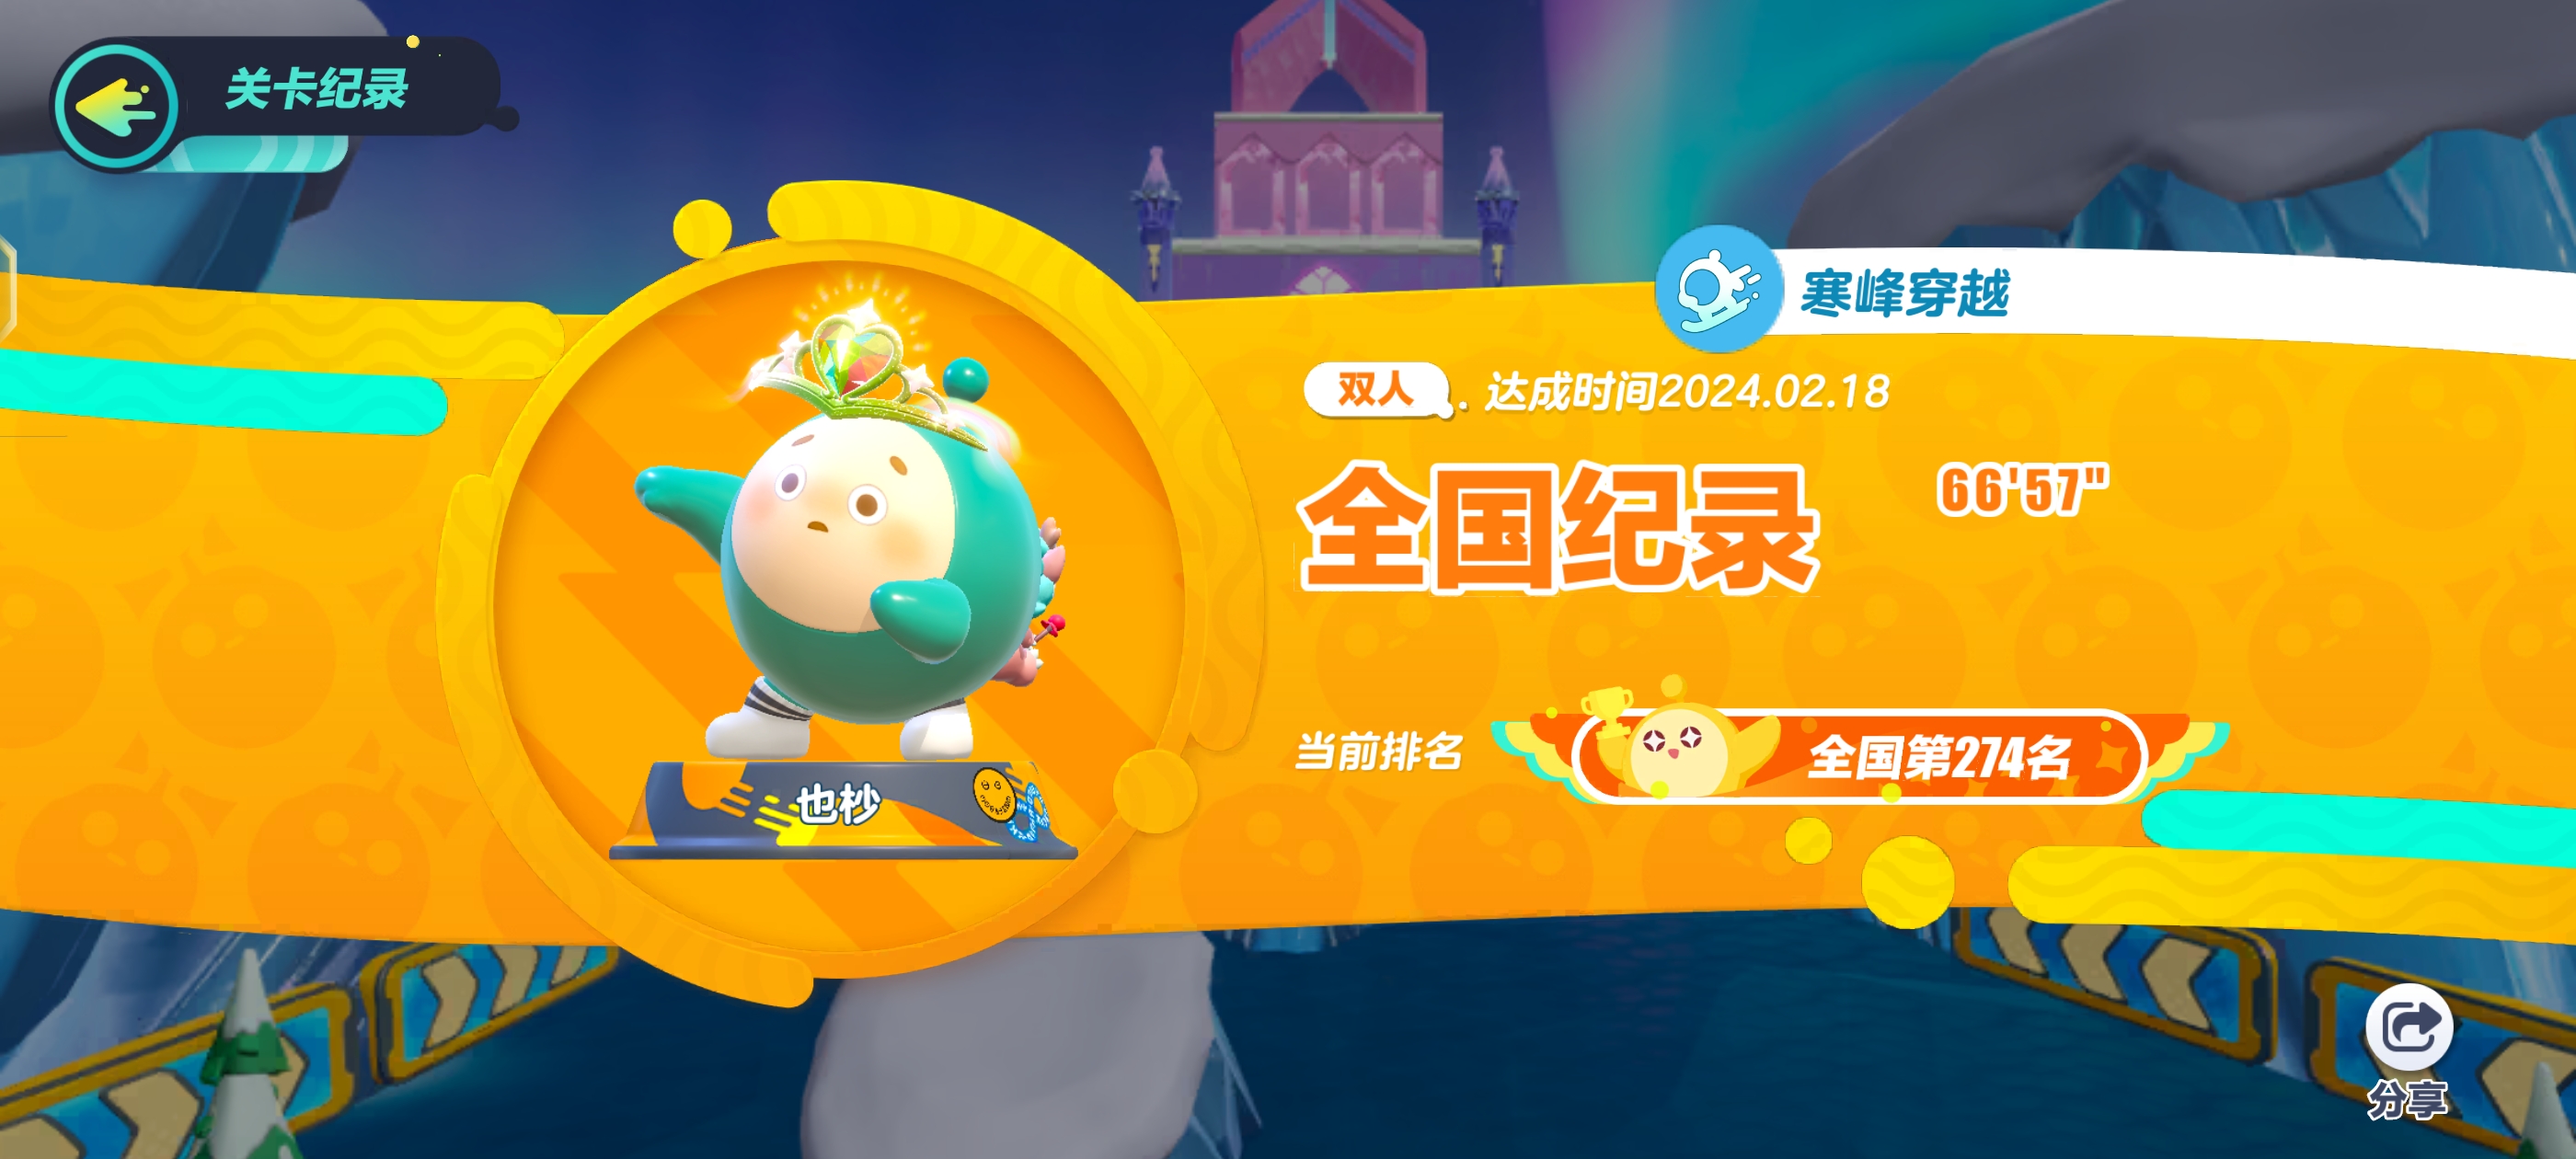 关卡纪录
寒峰穿越
双人. 达成时间2024.02.18
全国纪录
66'57"
也杪
当前排名
全国第274名
分享